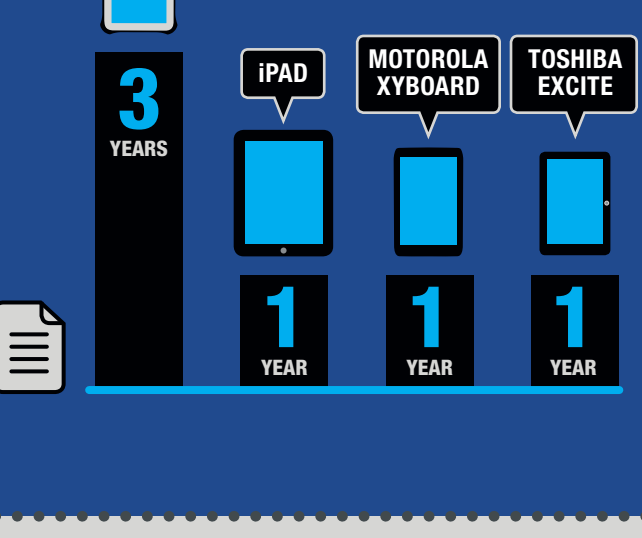 3
YEARS
iPAD
1
YEAR
MOTOROLA
XYBOARD
1
YEAR
TOSHIBA
EXCITE
1
YEAR